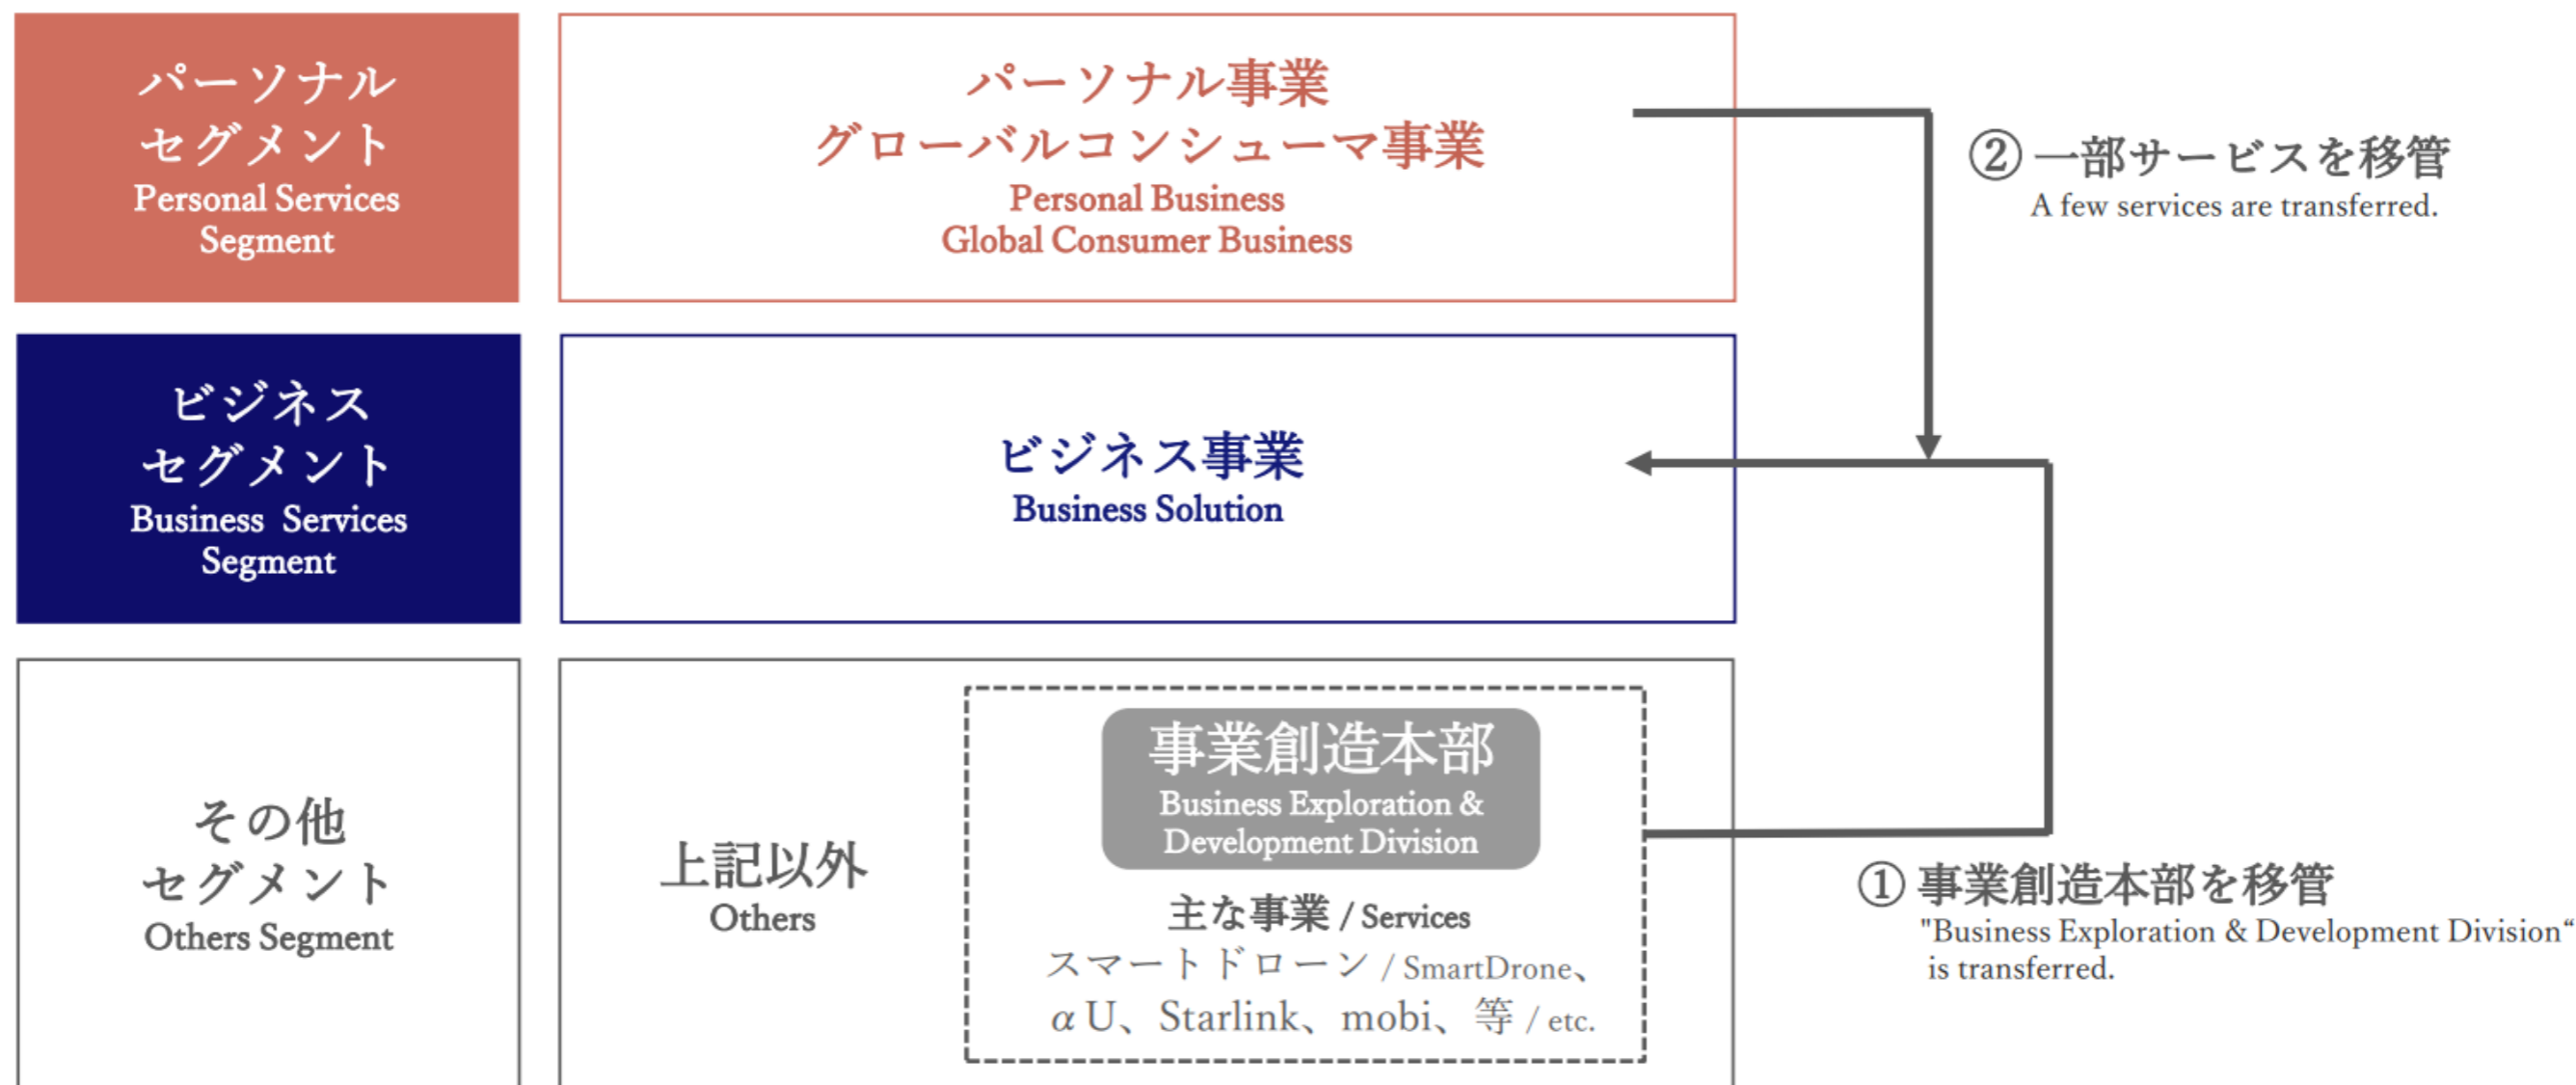 パーソナル
セグメント
Personal Services
Segment
パーソナル事業
グローバルコンシューマ事業
Personal Business
Global Consumer Business
② 一部サービスを移管
A few services are transferred.
ビジネス
セグメント
Business Services
Segment
ビジネス事業
Business Solution
その他
セグメント
Others Segment
上記以外
Others
事業創造本部
Business Exploration &
Development Division
主な事業 / Services
スマートドローン / SmartDrone、
αU、Starlink、mobi、等 / etc.
① 事業創造本部を移管
"Business Exploration & Development Division“
is transferred.